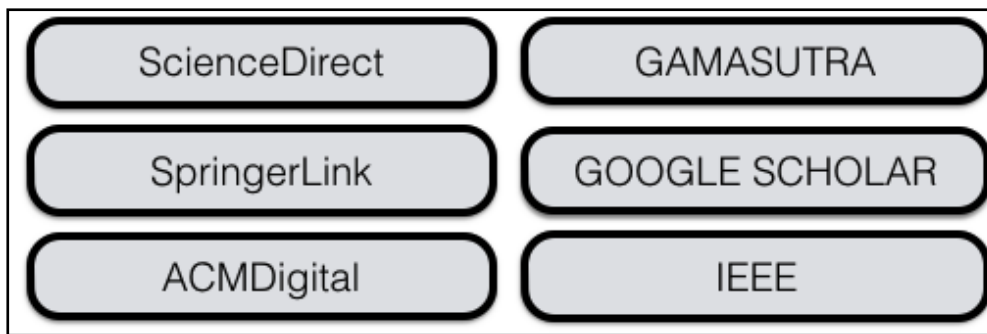 ScienceDirect
GAMASUTRA
SpringerLink
GOOGLE SCHOLAR
ACMDigital
IEEE